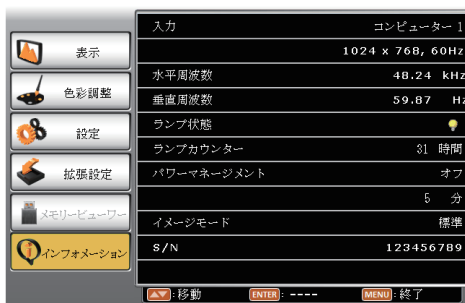 表示
色彩調整
設定
拡張設定
メモリービューワー
インフォメーション
入力 コンピューター 1
1024 x 768, 60Hz
水平周波数 48.24 kHz
垂直周波数 59.87 Hz
ランプ状態
ランプカウンター 31 時間
パワーマネージメント オフ
5 分
イメージモード 標準
S/N 123456789
:移動 ENTER: ---- MENU:終了